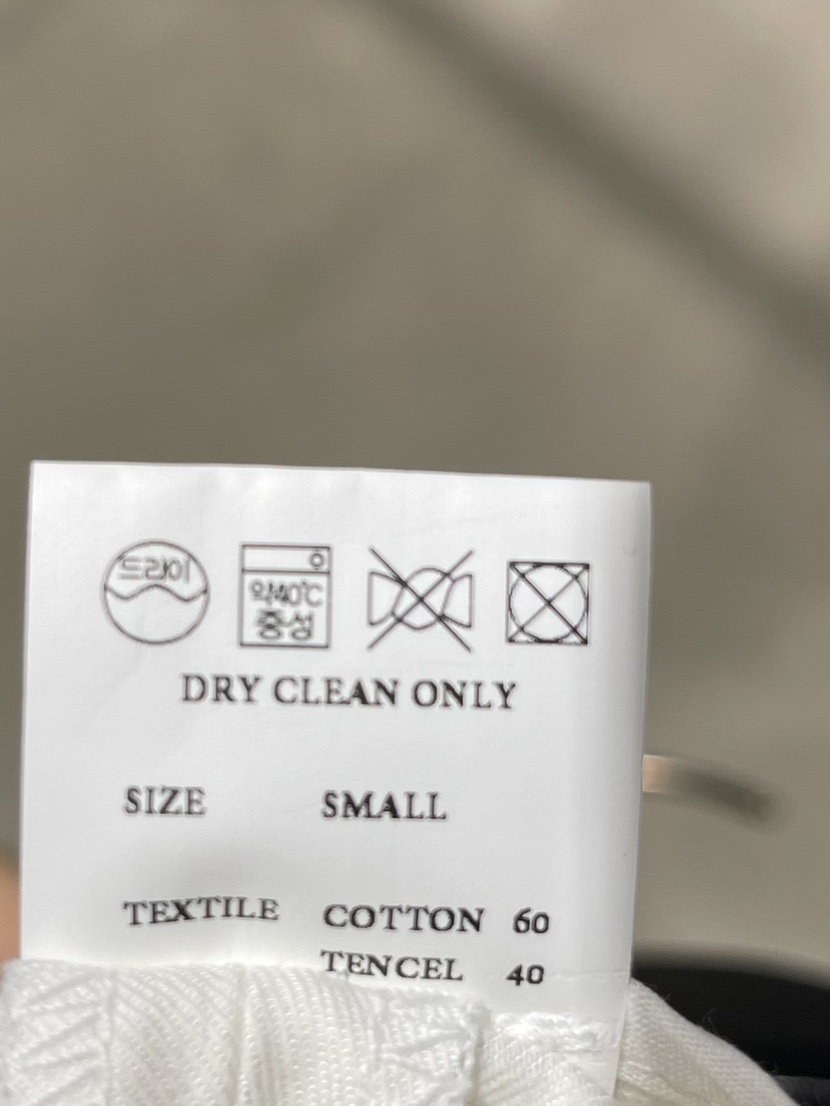 드라이
약40℃
중성
DRY CLEAN ONLY
SIZE SMALL
TEXTILE COTTON 60
TENCEL 40